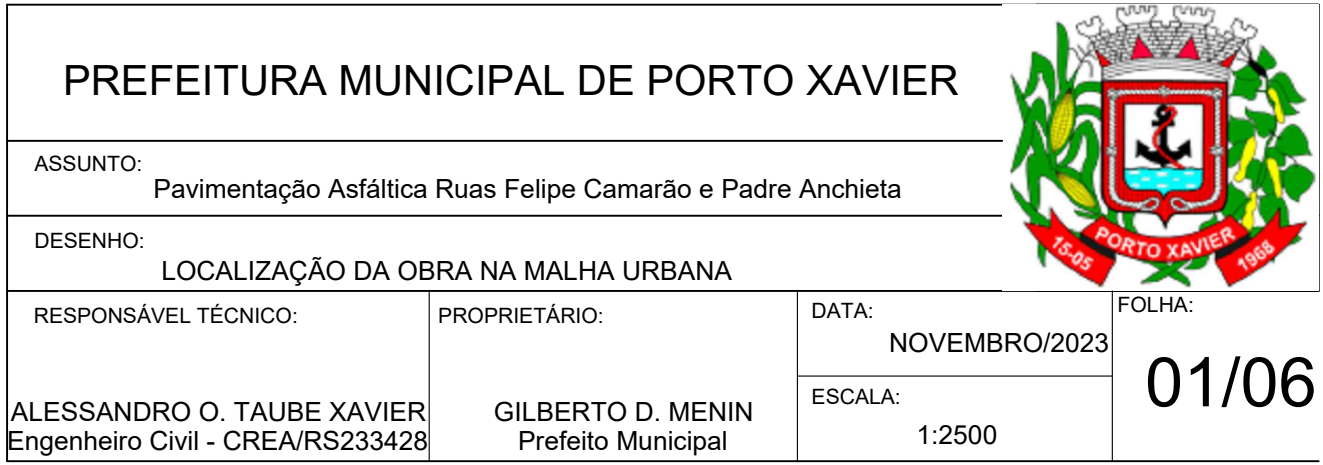 PREFEITURA MUNICIPAL DE PORTO XAVIER
ASSUNTO:
Pavimentação Asfáltica Ruas Felipe Camarão e Padre Anchieta
DESENHO:
LOCALIZAÇÃO DA OBRA NA MALHA URBANA
15-05
PORTO XAVIER
1968
RESPONSÁVEL TÉCNICO:
ALESSANDRO O. TAUBE XAVIER
Engenheiro Civil - CREA/RS233428
PROPRIETÁRIO:
GILBERTO D. MENIN
Prefeito Municipal
DATA:
NOVEMBRO/2023
ESCALA:
1:2500
FOLHA:
01/06